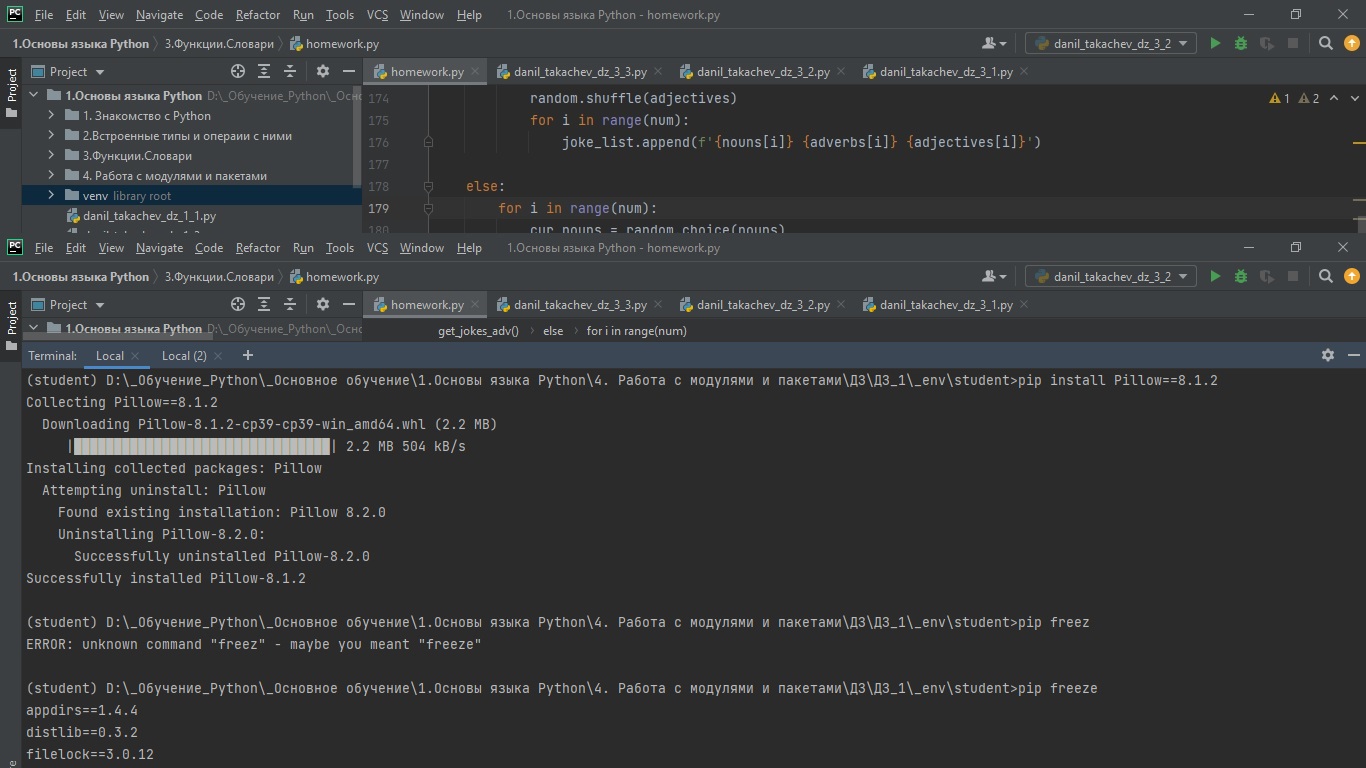 PC File Edit View Navigate Code Refactor Run Tools VCS Window Help 1.Основы языка Python - homework.py
1.Основы языка Python 3.Функции.Словари homework.py danil_takachev_dz_3_2
Project Project homework.py danil_takachev_dz_3_3.py danil_takachev_dz_3_2.py danil_takachev_dz_3_1.py
1.Основы языка Python D:\_Обучение_Python\_Осно
1. Знакомство с Python
2.Встроенные типы и операии с ними
3.Функции.Словари
4. Работа с модулями и пакетами
venv library root
danil_takachev_dz_1_1.py
174 random.shuffle(adjectives) 1 2
175 for i in range(num):
176 joke_list.append(f'{nouns[i]} {adverbs[i]} {adjectives[i]}')
177
178 else:
179 for i in range(num):
180 cur_nouns = random.choice(nouns)
PC File Edit View Navigate Code Refactor Run Tools VCS Window Help 1.Основы языка Python - homework.py
1.Основы языка Python 3.Функции.Словари homework.py danil_takachev_dz_3_2
Project Project homework.py danil_takachev_dz_3_3.py danil_takachev_dz_3_2.py danil_takachev_dz_3_1.py
1.Основы языка Python D:\_Обучение_Python\_Осно
get_jokes_adv() else for i in range(num)
Terminal: Local Local (2) +
(student) D:\_Обучение_Python\_Основное обучение\1.Основы языка Python\4. Работа с модулями и пакетами\ДЗ\ДЗ_1\_env\student>pip install Pillow==8.1.2
Collecting Pillow==8.1.2
Downloading Pillow-8.1.2-cp39-cp39-win_amd64.whl (2.2 MB)
|████████████████████████████████| 2.2 MB 504 kB/s
Installing collected packages: Pillow
Attempting uninstall: Pillow
Found existing installation: Pillow 8.2.0
Uninstalling Pillow-8.2.0:
Successfully uninstalled Pillow-8.2.0
Successfully installed Pillow-8.1.2
(student) D:\_Обучение_Python\_Основное обучение\1.Основы языка Python\4. Работа с модулями и пакетами\ДЗ\ДЗ_1\_env\student>pip freez
ERROR: unknown command "freez" - maybe you meant "freeze"
(student) D:\_Обучение_Python\_Основное обучение\1.Основы языка Python\4. Работа с модулями и пакетами\ДЗ\ДЗ_1\_env\student>pip freeze
appdirs==1.4.4
distlib==0.3.2
filelock==3.0.12